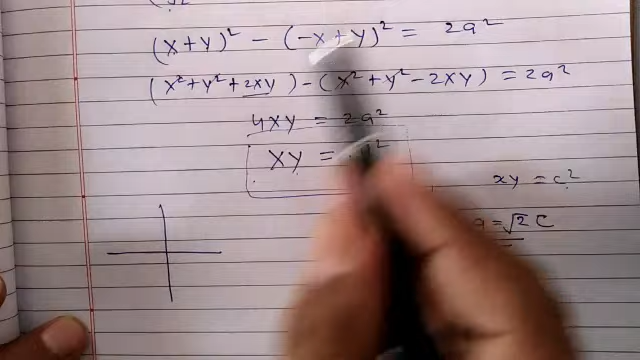 (x+y)² - (-x+y)² = 2a²
(x²+y²+2xy) - (x²+y²-2xy) = 2a²
4xy = 2a²
xy =
xy = c²
= √2 c